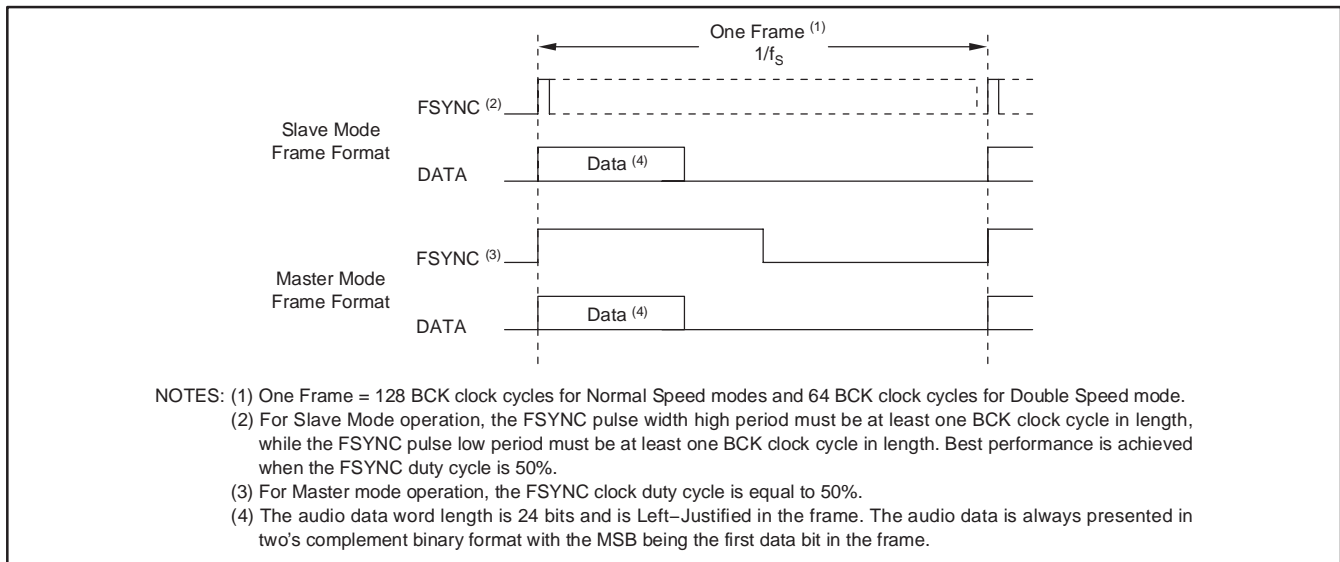 One Frame (1)
1/fS
FSYNC (2)
Slave Mode
Frame Format
DATA
Data (4)
FSYNC (3)
Master Mode
Frame Format
DATA
Data (4)
NOTES: (1) One Frame = 128 BCK clock cycles for Normal Speed modes and 64 BCK clock cycles for Double Speed mode.
(2) For Slave Mode operation, the FSYNC pulse width high period must be at least one BCK clock cycle in length,
while the FSYNC pulse low period must be at least one BCK clock cycle in length. Best performance is achieved
when the FSYNC duty cycle is 50%.
(3) For Master mode operation, the FSYNC clock duty cycle is equal to 50%.
(4) The audio data word length is 24 bits and is Left−Justified in the frame. The audio data is always presented in
two's complement binary format with the MSB being the first data bit in the frame.